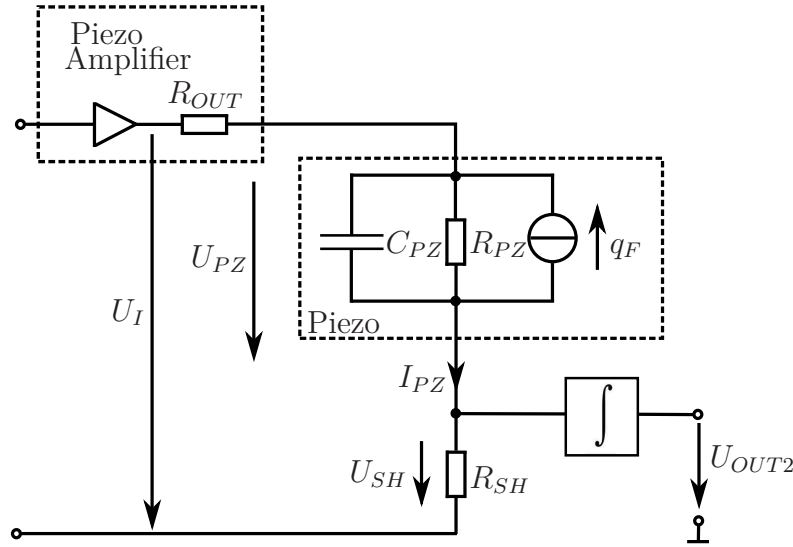 Piezo
Amplifier
R_OUT
C_PZ
R_PZ
q_F
U_PZ
U_I
Piezo
I_PZ
∫
U_SH
R_SH
U_OUT2